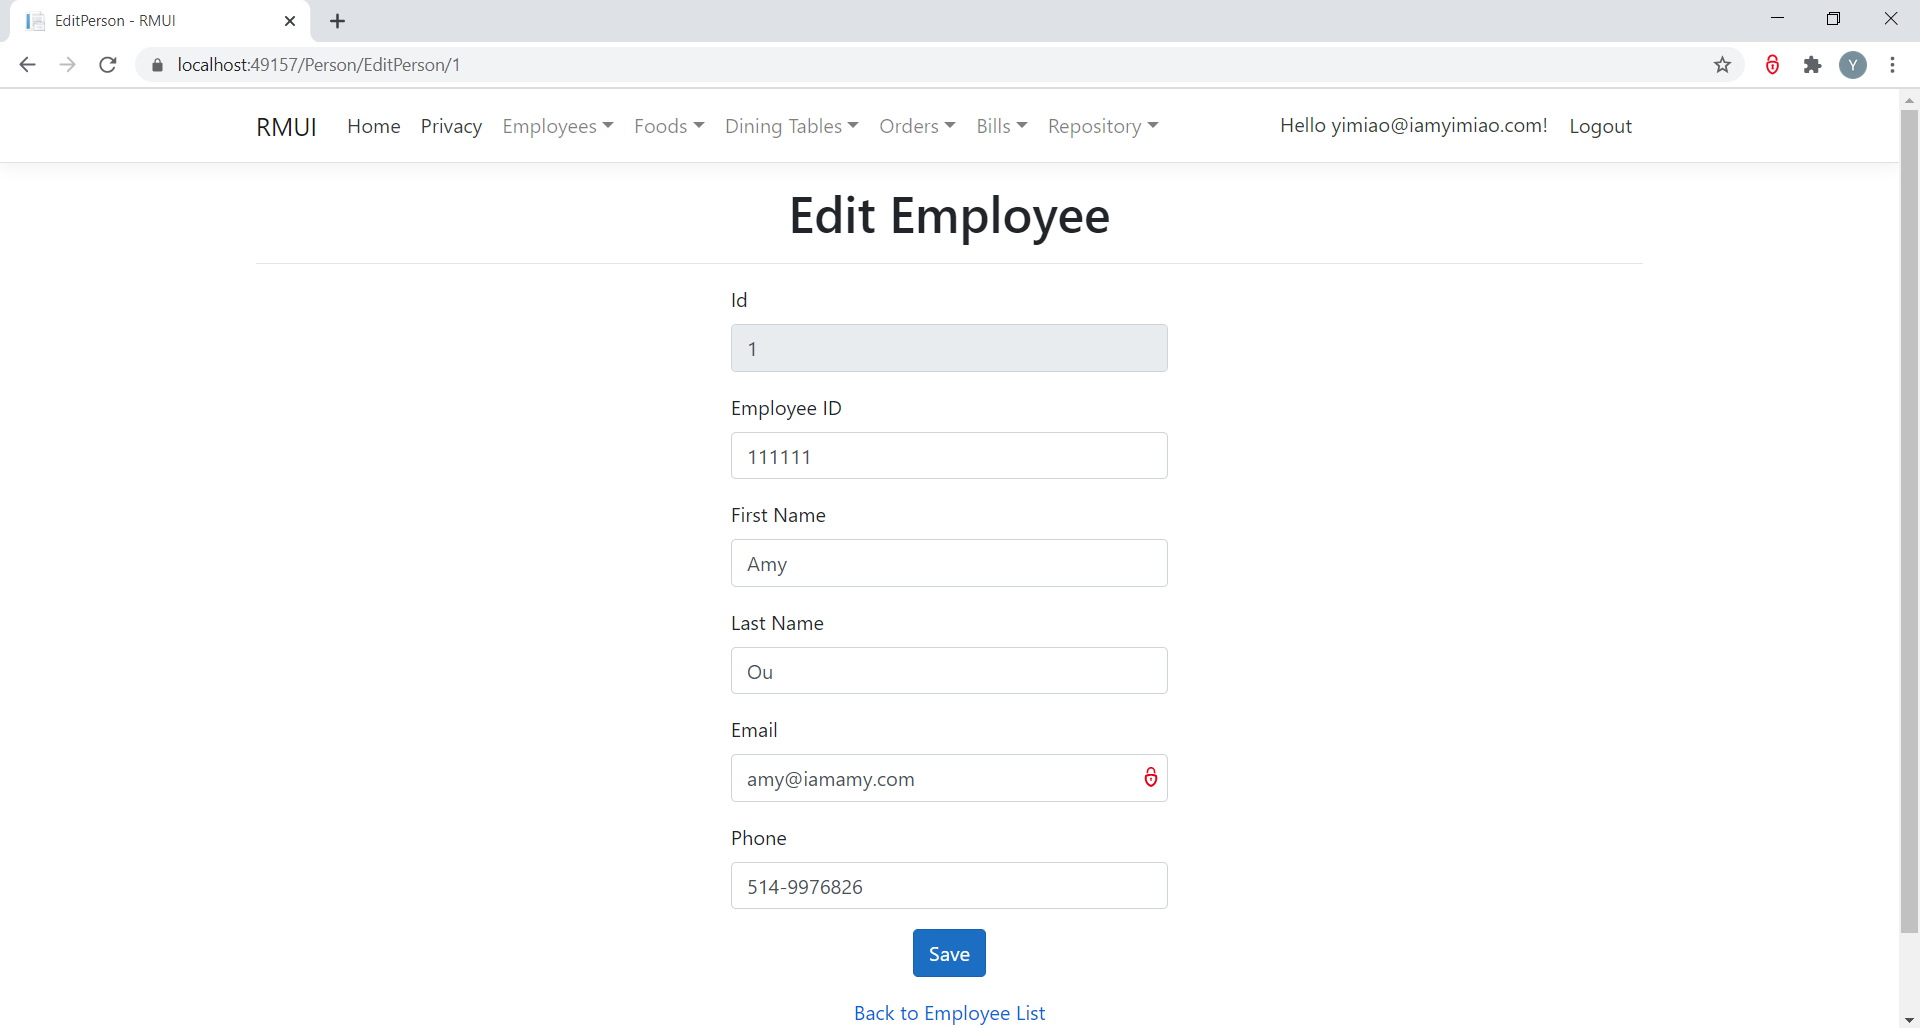 EditPerson - RMUI
localhost:49157/Person/EditPerson/1
Y
RMUI Home Privacy Employees Foods Dining Tables Orders Bills Repository Hello yimiao@iamyimiao.com! Logout
Edit Employee
Id
1
Employee ID
111111
First Name
Amy
Last Name
Ou
Email
amy@iamamy.com
Phone
514-9976826
Save
Back to Employee List